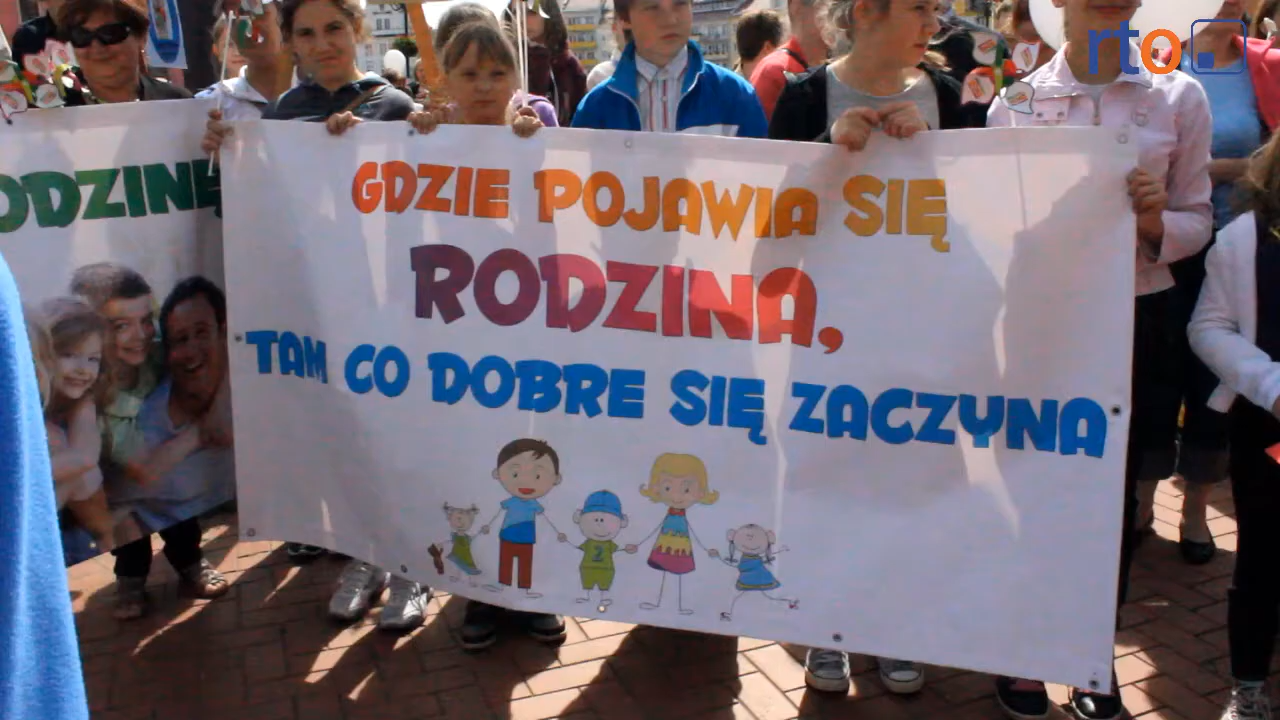 rto
ODZINĘ
GDZIE POJAWIA SIĘ
RODZINA,
TAM CO DOBRE SIĘ ZACZYNA
2